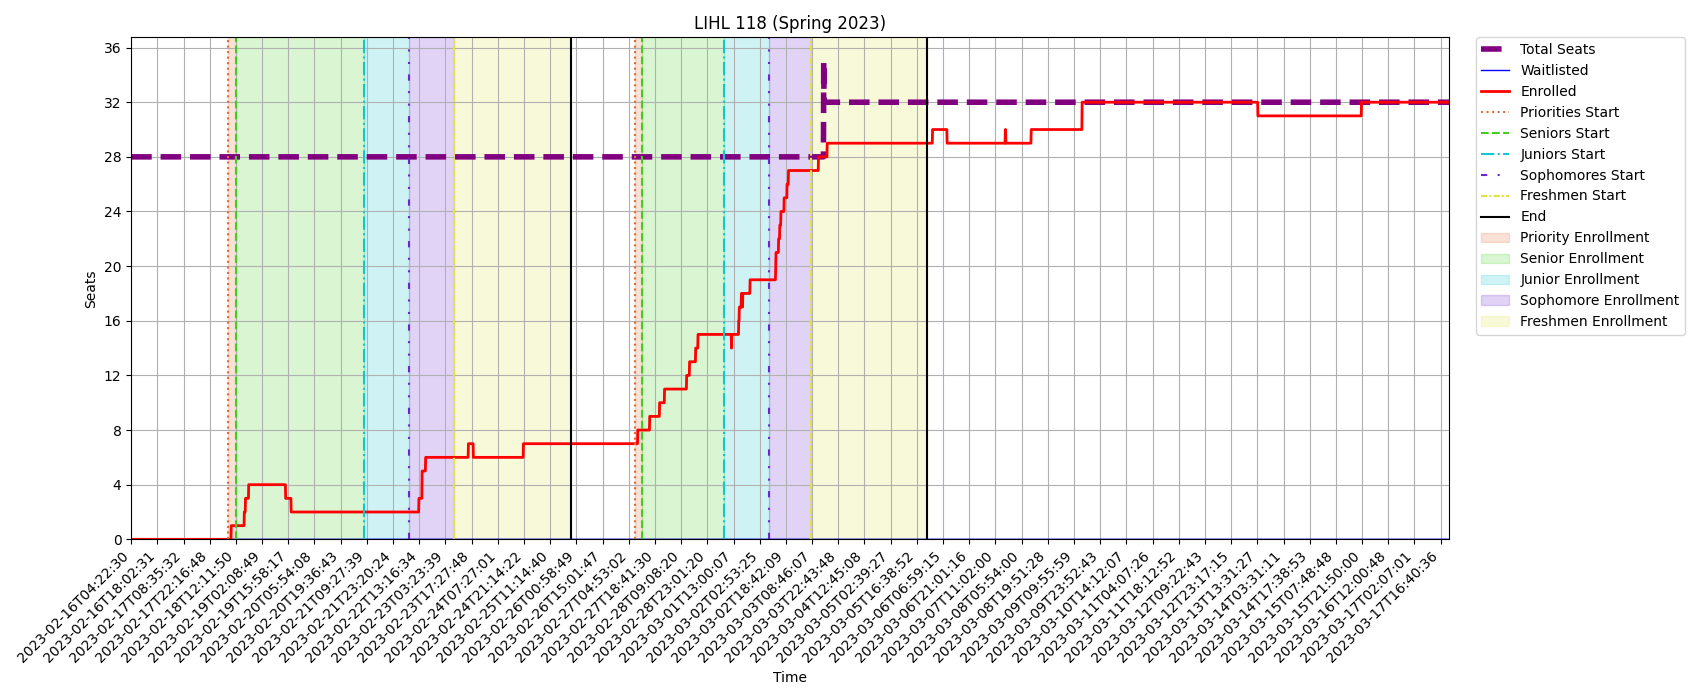 LIHL 118 (Spring 2023)
36
32
28
24
20
16
12
8
4
0
Seats
2023-02-16T04:22:30
2023-02-16T18:02:31
2023-02-17T08:35:32
2023-02-17T22:16:48
2023-02-18T12:11:50
2023-02-19T02:08:49
2023-02-19T15:58:17
2023-02-20T05:54:08
2023-02-20T19:36:43
2023-02-21T09:27:39
2023-02-21T23:20:24
2023-02-22T13:16:34
2023-02-23T03:23:39
2023-02-23T17:27:48
2023-02-24T07:27:01
2023-02-24T21:14:22
2023-02-25T11:14:40
2023-02-26T00:58:49
2023-02-26T15:01:47
2023-02-27T04:53:02
2023-02-27T18:41:30
2023-02-28T09:08:20
2023-02-28T23:01:20
2023-03-01T13:00:07
2023-03-02T02:53:25
2023-03-02T18:42:09
2023-03-03T08:46:07
2023-03-03T22:43:48
2023-03-04T12:45:08
2023-03-05T02:39:27
2023-03-05T16:38:52
2023-03-06T06:59:15
2023-03-06T21:01:16
2023-03-07T11:02:00
2023-03-08T05:54:00
2023-03-08T19:51:28
2023-03-09T09:55:59
2023-03-09T23:52:43
2023-03-10T14:12:07
2023-03-11T04:07:26
2023-03-11T18:12:52
2023-03-12T09:22:43
2023-03-12T23:17:15
2023-03-13T13:31:27
2023-03-14T03:31:11
2023-03-14T17:38:53
2023-03-15T07:48:48
2023-03-15T21:50:00
2023-03-16T12:00:48
2023-03-17T02:07:01
2023-03-17T16:40:36
Time
Total Seats
Waitlisted
Enrolled
Priorities Start
Seniors Start
Juniors Start
Sophomores Start
Freshmen Start
End
Priority Enrollment
Senior Enrollment
Junior Enrollment
Sophomore Enrollment
Freshmen Enrollment